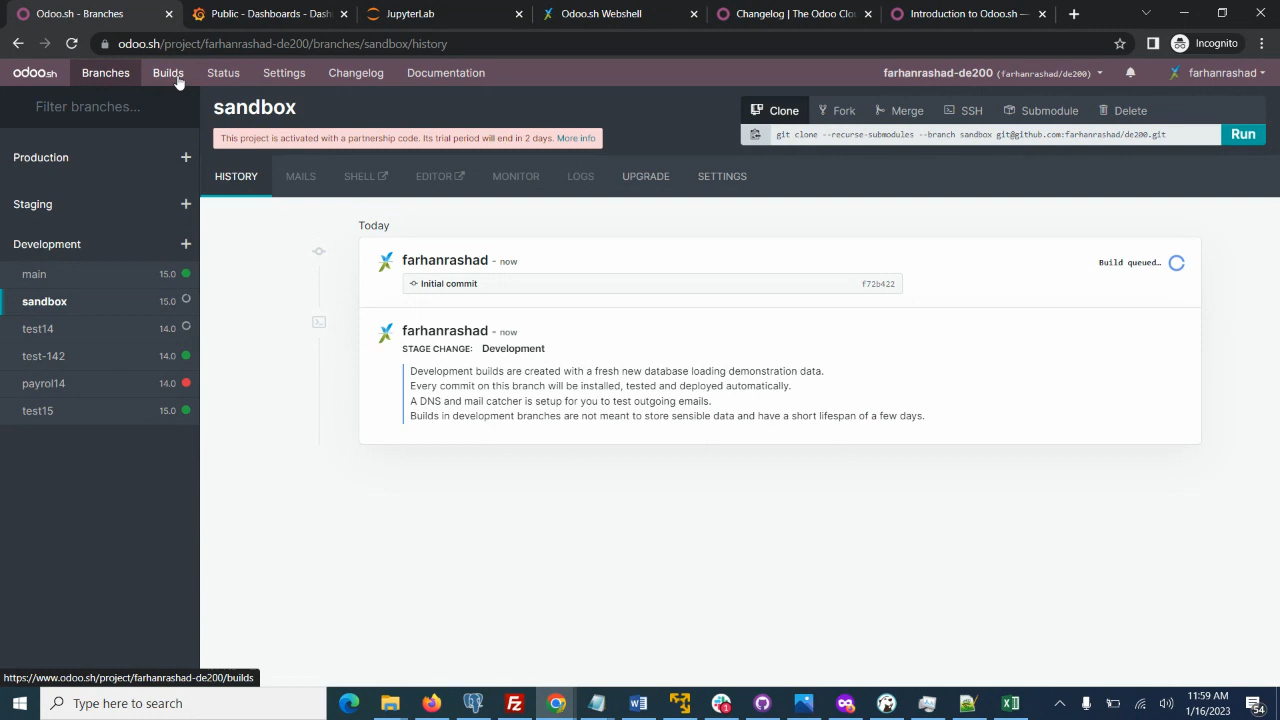 Odoo.sh - Branches
Public - Dashboards - Dash
JupyterLab
Odoo.sh Webshell
Changelog | The Odoo Clou
Introduction to Odoo.sh —
odoo.sh/project/farhanrashad-de200/branches/sandbox/history
Incognito
odoo.sh
Branches
Builds
Status
Settings
Changelog
Documentation
farhanrashad-de200 (farhanrashad/de200)
farhanrashad
Filter branches...
sandbox
Clone
Fork
Merge
SSH
Submodule
Delete
This project is activated with a partnership code. Its trial period will end in 2 days. More info
git clone --recurse-submodules --branch sandbox git@github.com:farhanrashad/de200.git
Run
Production +
Staging +
Development +
main 15.0
sandbox 15.0
test14 14.0
test-142 14.0
payrol14 14.0
test15 15.0
HISTORY
MAILS
SHELL
EDITOR
MONITOR
LOGS
UPGRADE
SETTINGS
Today
farhanrashad - now
Build queued…
Initial commit f72b422
farhanrashad - now
STAGE CHANGE: Development
Development builds are created with a fresh new database loading demonstration data.
Every commit on this branch will be installed, tested and deployed automatically.
A DNS and mail catcher is setup for you to test outgoing emails.
Builds in development branches are not meant to store sensible data and have a short lifespan of a few days.
https://www.odoo.sh/project/farhanrashad-de200/builds
Type here to search
11:59 AM
1/16/2023